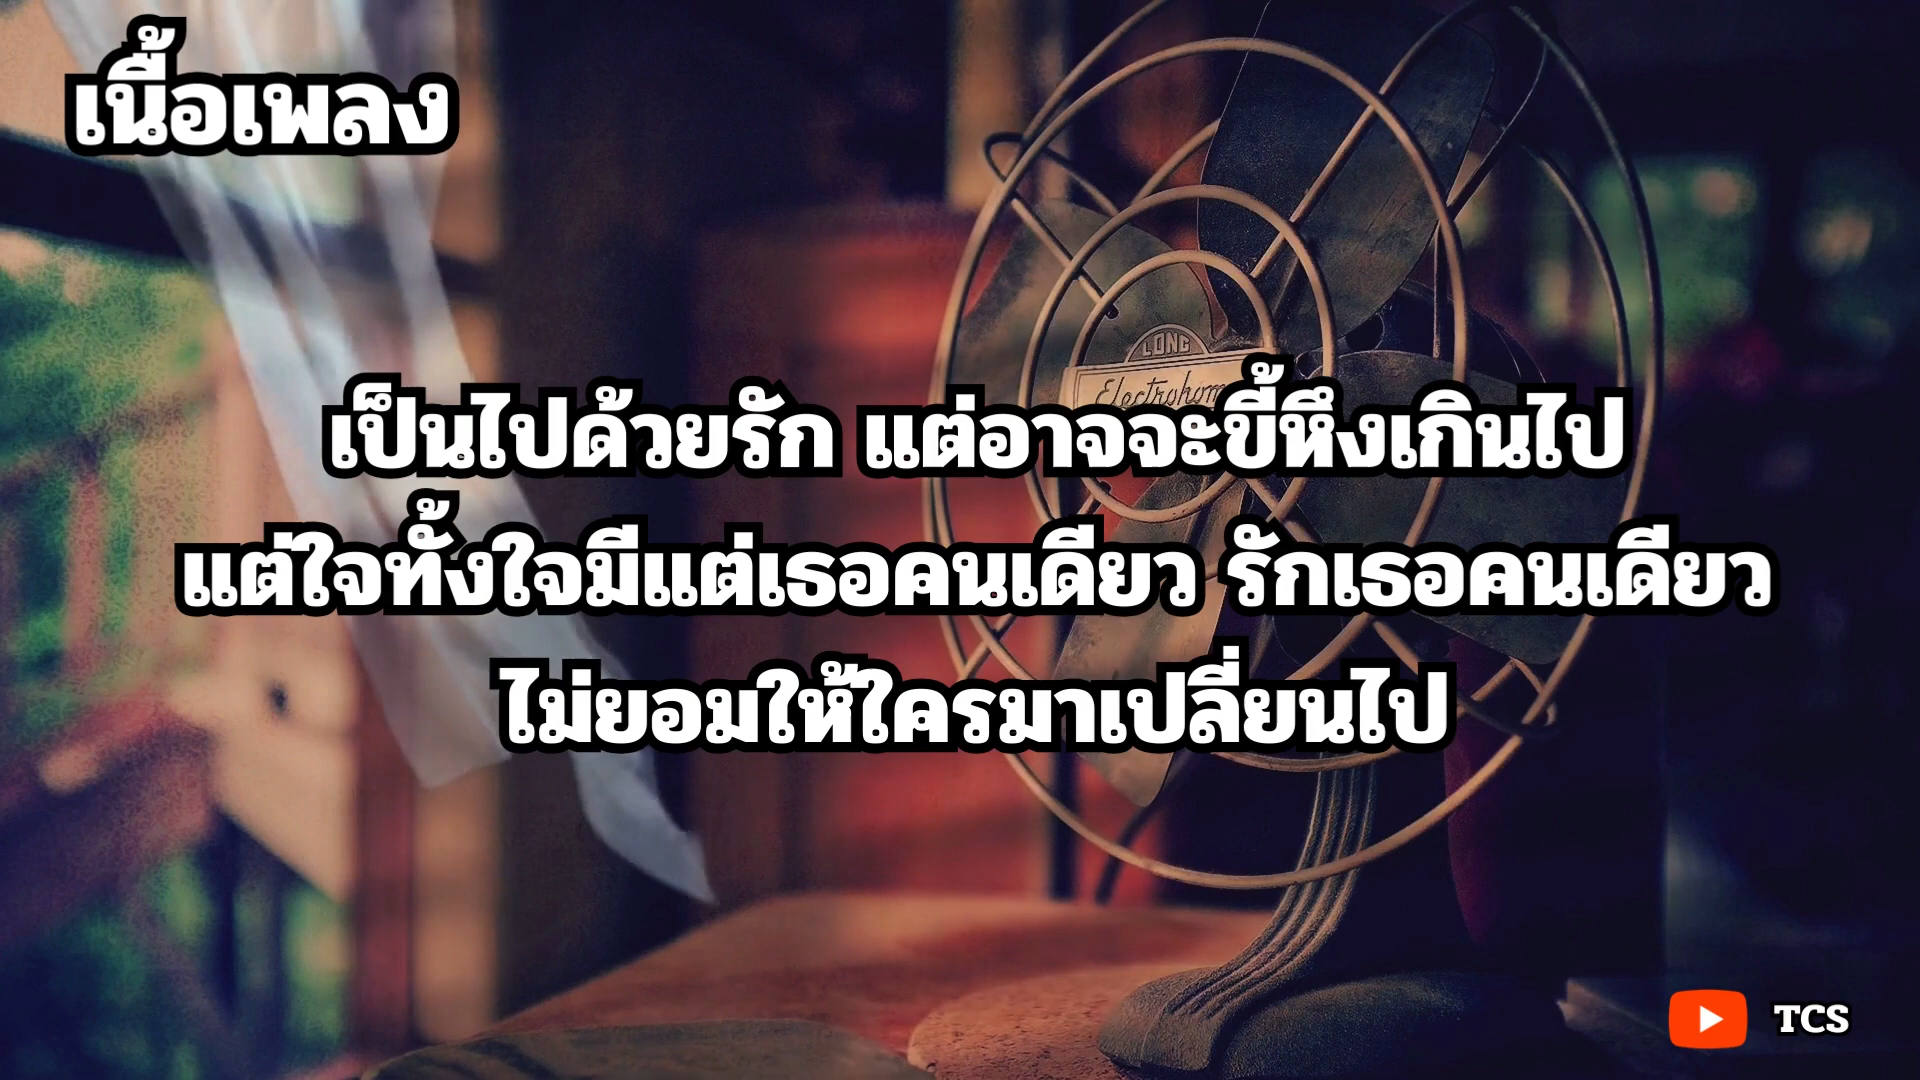 เนื้อเพลง
LONG
Electrohom
เป็นไปด้วยรัก แต่อาจจะขี้หึงเกินไป
แต่ใจทั้งใจมีแต่เธอคนเดียว รักเธอคนเดียว
ไม่ยอมให้ใครมาเปลี่ยนไป
TCS